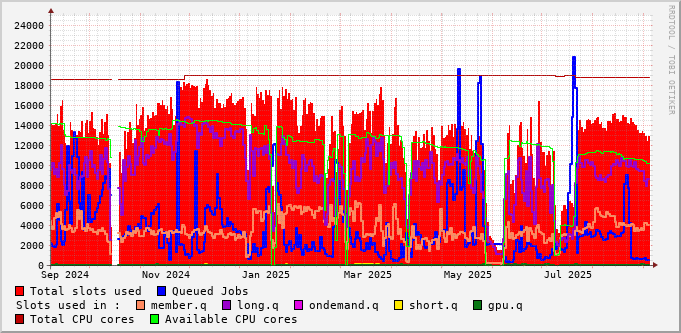 24000
22000
20000
18000
16000
14000
12000
10000
8000
6000
4000
2000
0
Sep 2024 Nov 2024 Jan 2025 Mar 2025 May 2025 Jul 2025
Total slots used Queued Jobs
Slots used in : member.q long.q ondemand.q short.q gpu.q
Total CPU cores Available CPU cores
RRDTOOL / TOBI OETIKER